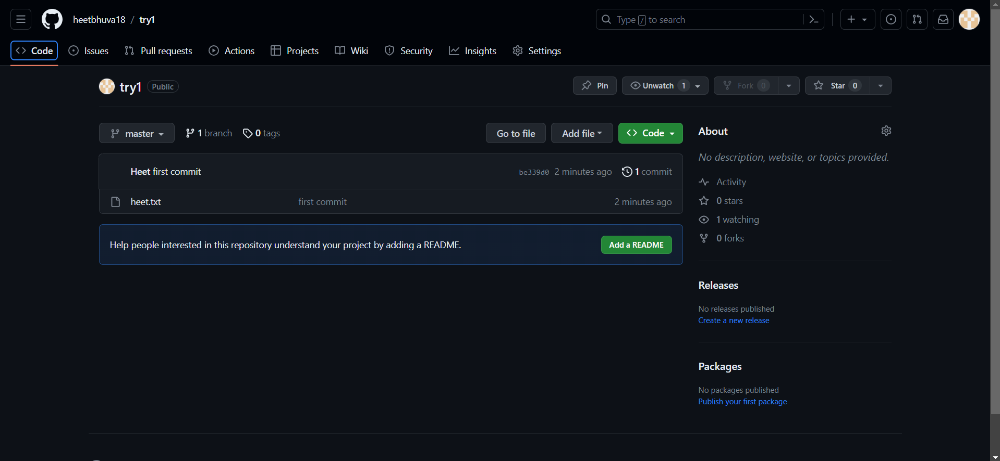 heetbhuva18 / try1
Type / to search
Code Issues Pull requests Actions Projects Wiki Security Insights Settings
try1 Public
Pin Unwatch 1 Fork 0 Star 0
master 1 branch 0 tags Go to file Add file Code
Heet first commit be339d0 2 minutes ago 1 commit
heet.txt first commit 2 minutes ago
Help people interested in this repository understand your project by adding a README. Add a README
About
No description, website, or topics provided.
Activity
0 stars
1 watching
0 forks
Releases
No releases published
Create a new release
Packages
No packages published
Publish your first package